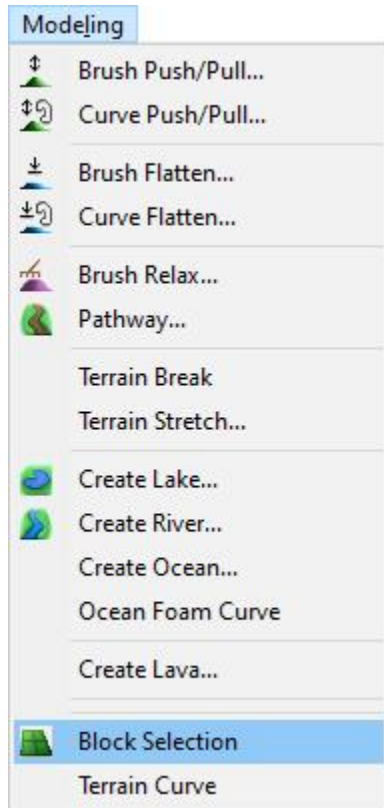 Modeling
Brush Push/Pull...
Curve Push/Pull...
Brush Flatten...
Curve Flatten...
Brush Relax...
Pathway...
Terrain Break
Terrain Stretch...
Create Lake...
Create River...
Create Ocean...
Ocean Foam Curve
Create Lava...
Block Selection
Terrain Curve